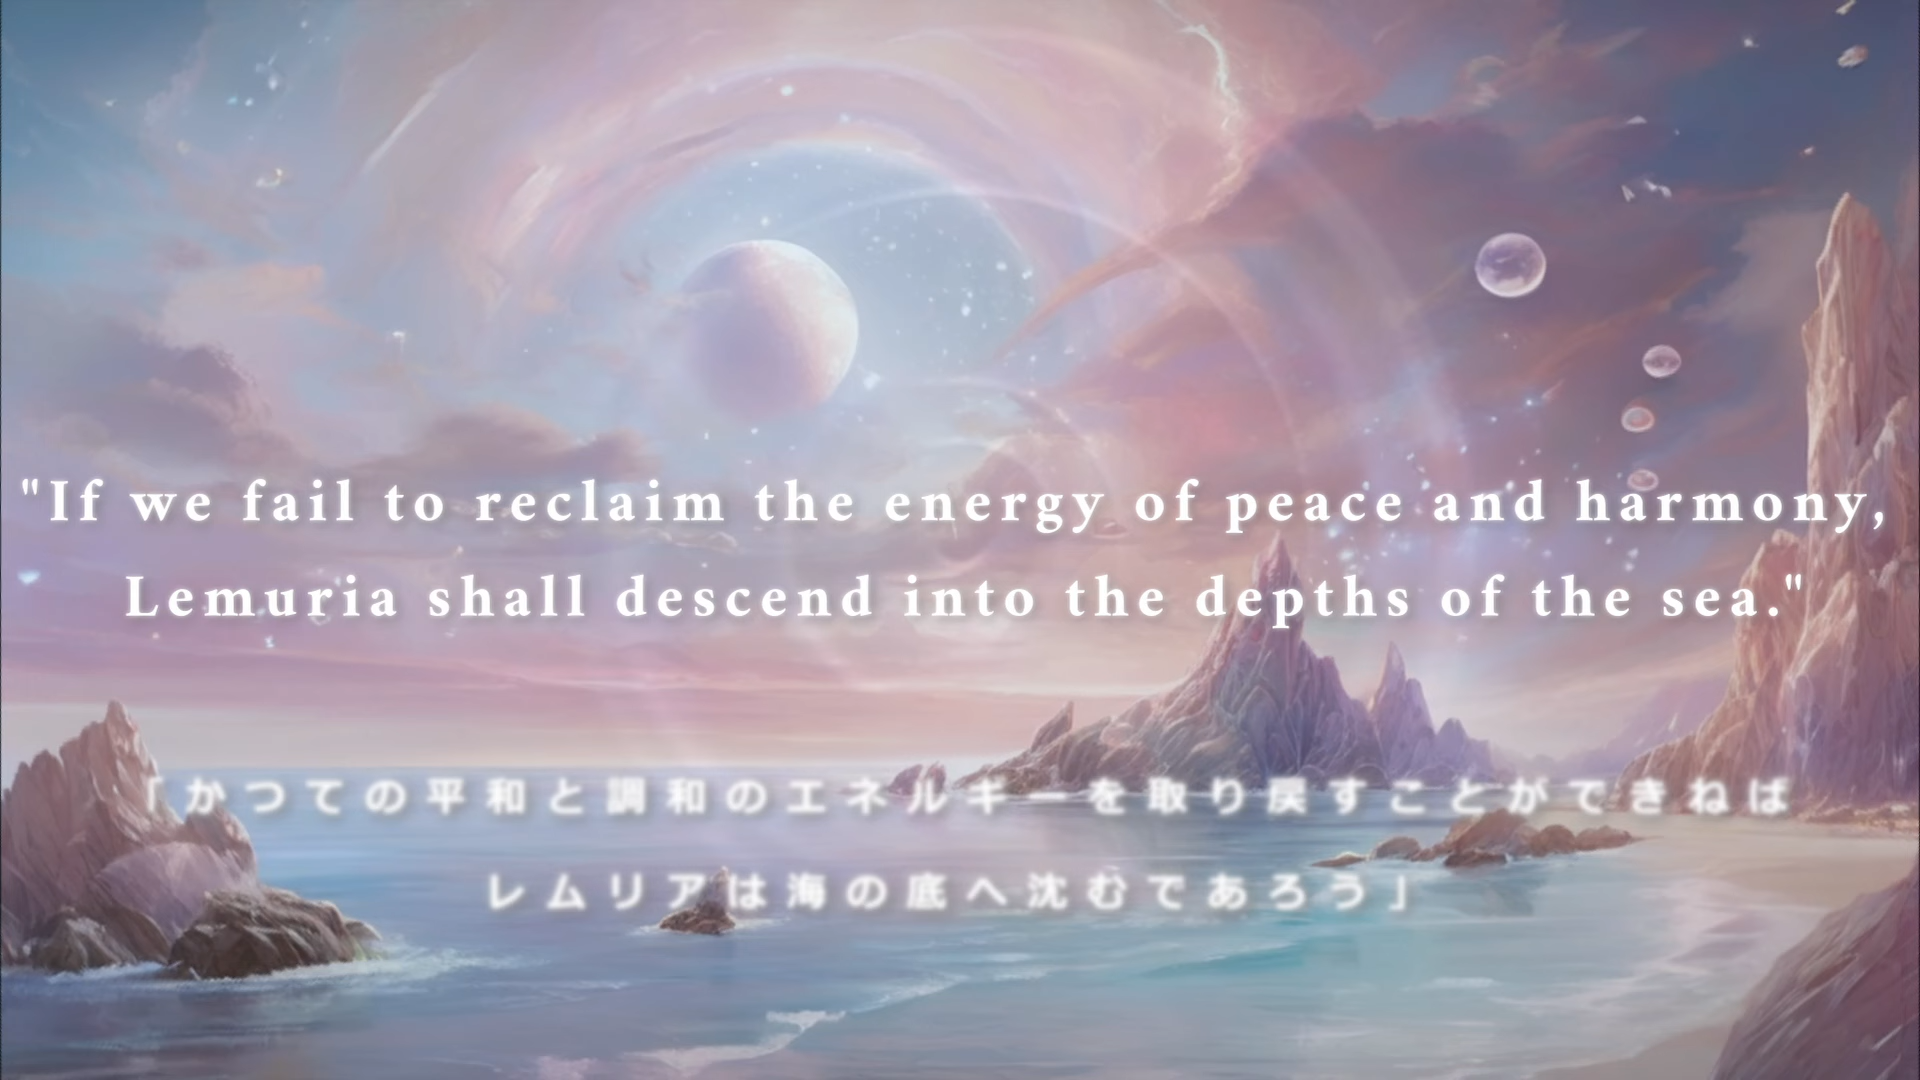 "If we fail to reclaim the energy of peace and harmony,
Lemuria shall descend into the depths of the sea."
「かつての平和と調和のエネルギーを取り戻すことができねば
レムリアは海の底へ沈むであろう」